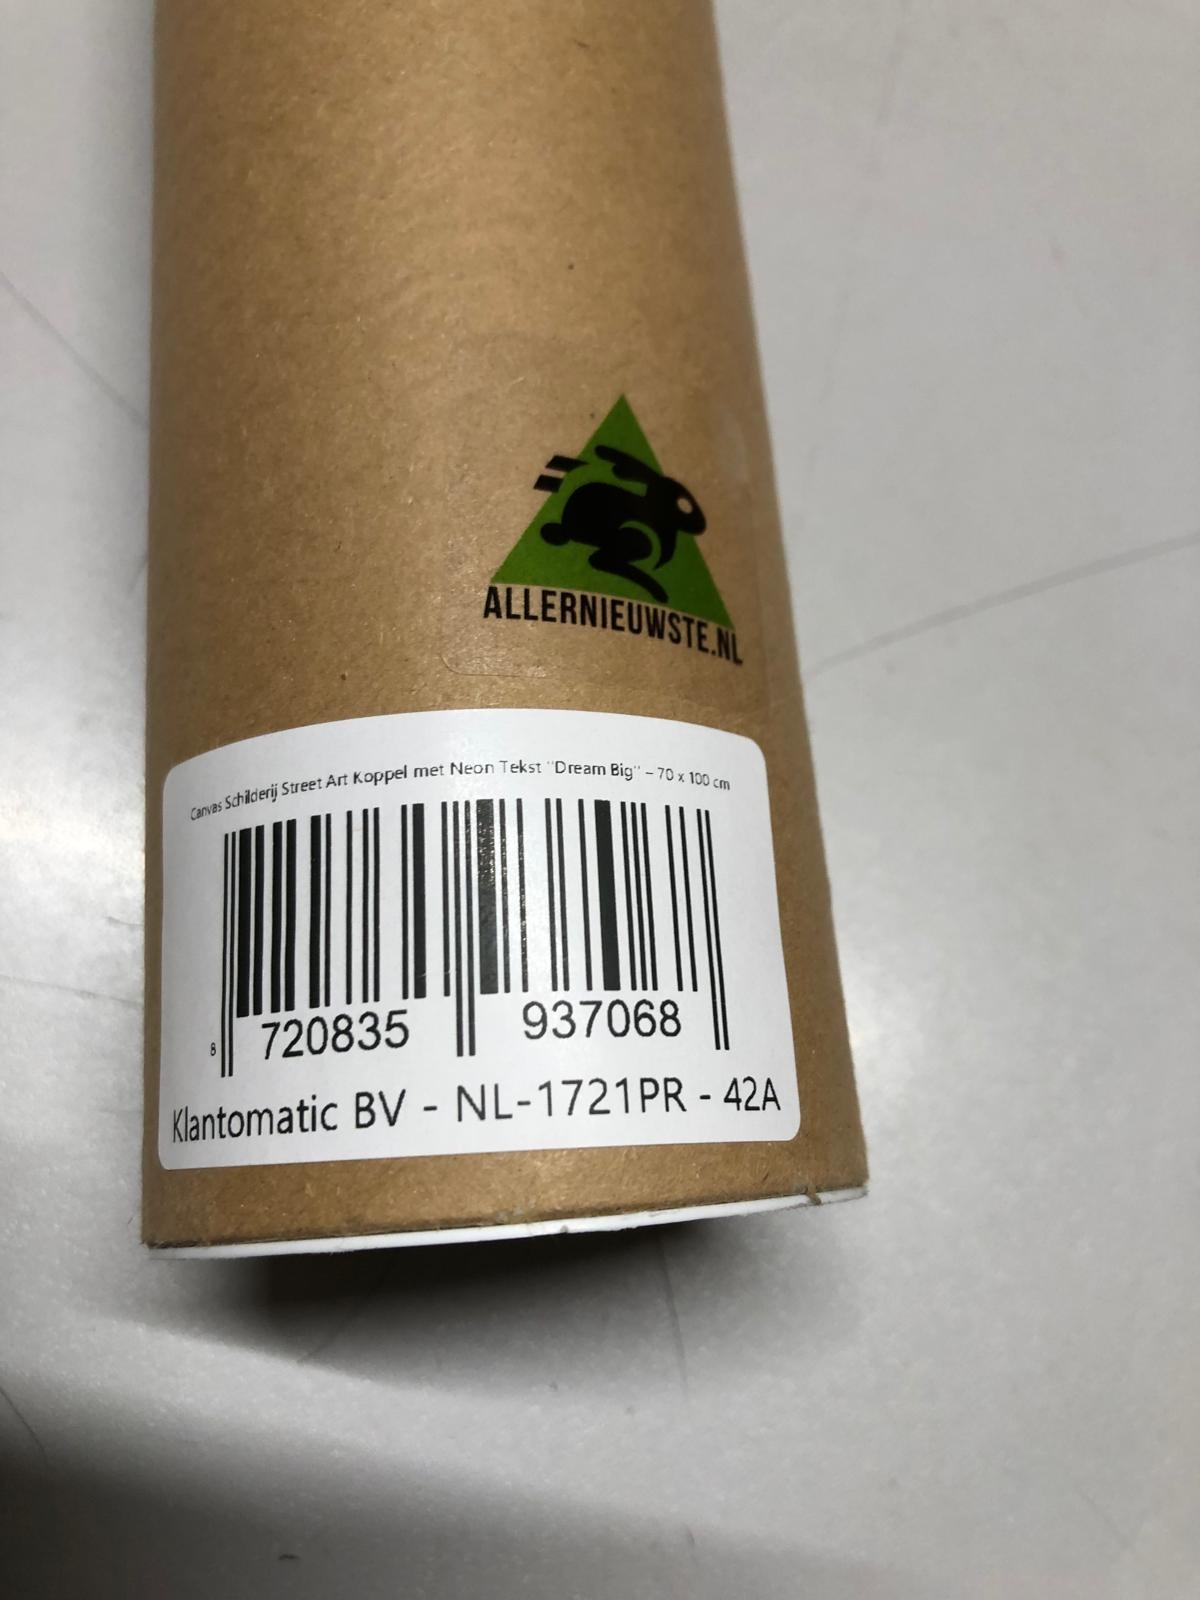 ALLERNIEUWSTE.NL
Canvas Schilderij Street Art Koppel met Neon Tekst "Dream Big" – 70 x 100 cm
8 720835 937068
Klantomatic BV - NL-1721PR - 42A